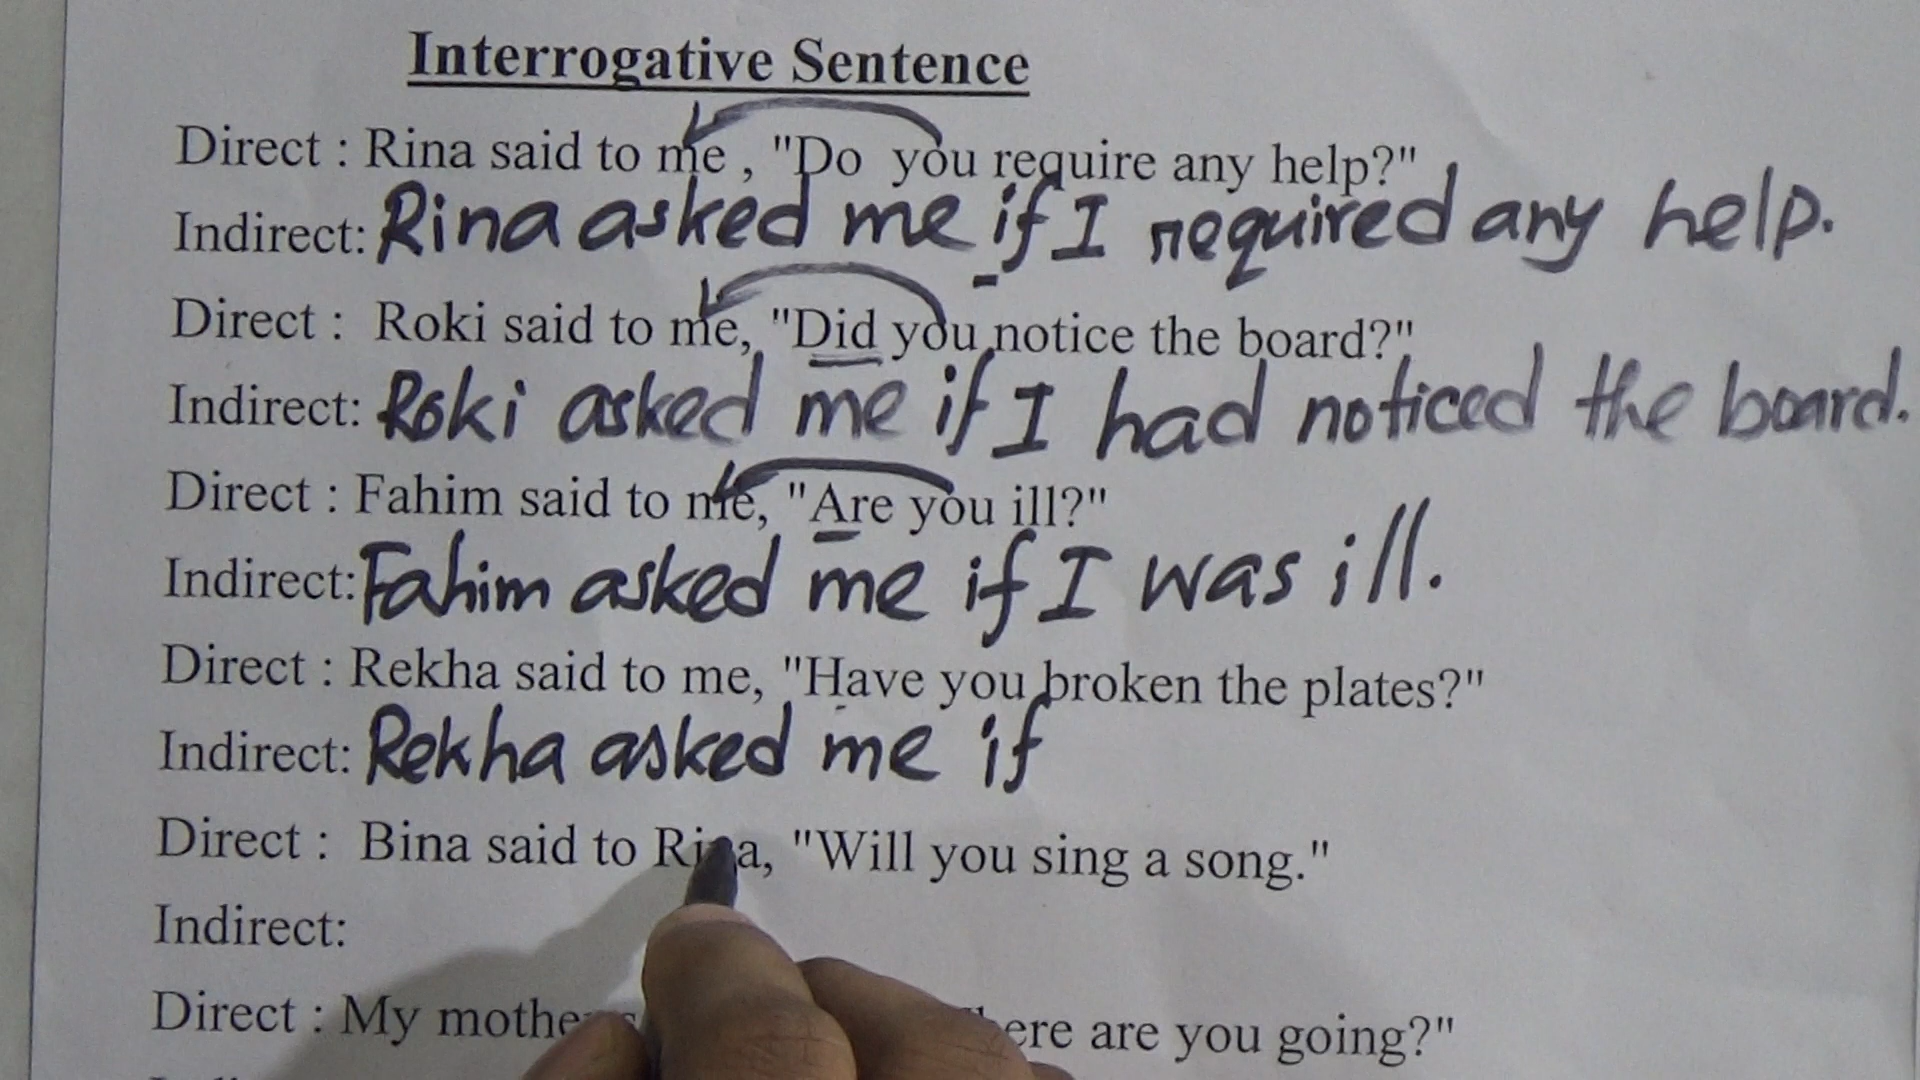 Interrogative Sentence
Direct : Rina said to me , "Do you require any help?"
Indirect: Rina asked me if I required any help.
Direct : Roki said to me, "Did you notice the board?"
Indirect: Roki asked me if I had noticed the board.
Direct : Fahim said to me, "Are you ill?"
Indirect: Fahim asked me if I was ill.
Direct : Rekha said to me, "Have you broken the plates?"
Indirect: Rekha asked me if
Direct : Bina said to Rina, "Will you sing a song."
Indirect:
Direct : My are you going?"